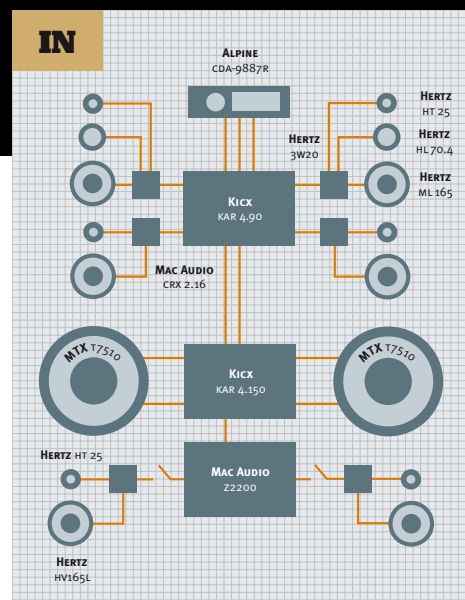 IN
Alpine
CDA-9887R
Hertz
HT 25
Hertz
3W20
Hertz
HL 70.4
Hertz
ML 165
Kicx
KAR 4.90
Mac Audio
CRX 2.16
MTX T7510
MTX T7510
Kicx
KAR 4.150
Hertz HT 25
Mac Audio
Z2200
Hertz
HV165L